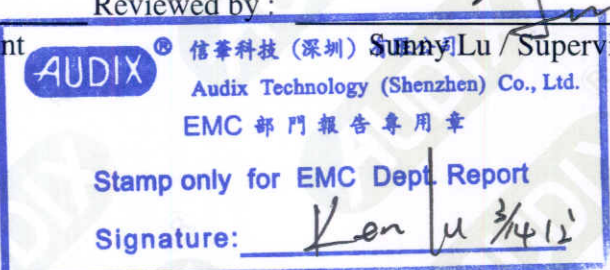 Reviewed by :
nt Sunny Lu / Supervi
AUDIX ® 信華科技 (深圳) 有限公司
Audix Technology (Shenzhen) Co., Ltd.
EMC 部門報告專用章
Stamp only for EMC Dept. Report
Signature: Ken Lu 3/14 12